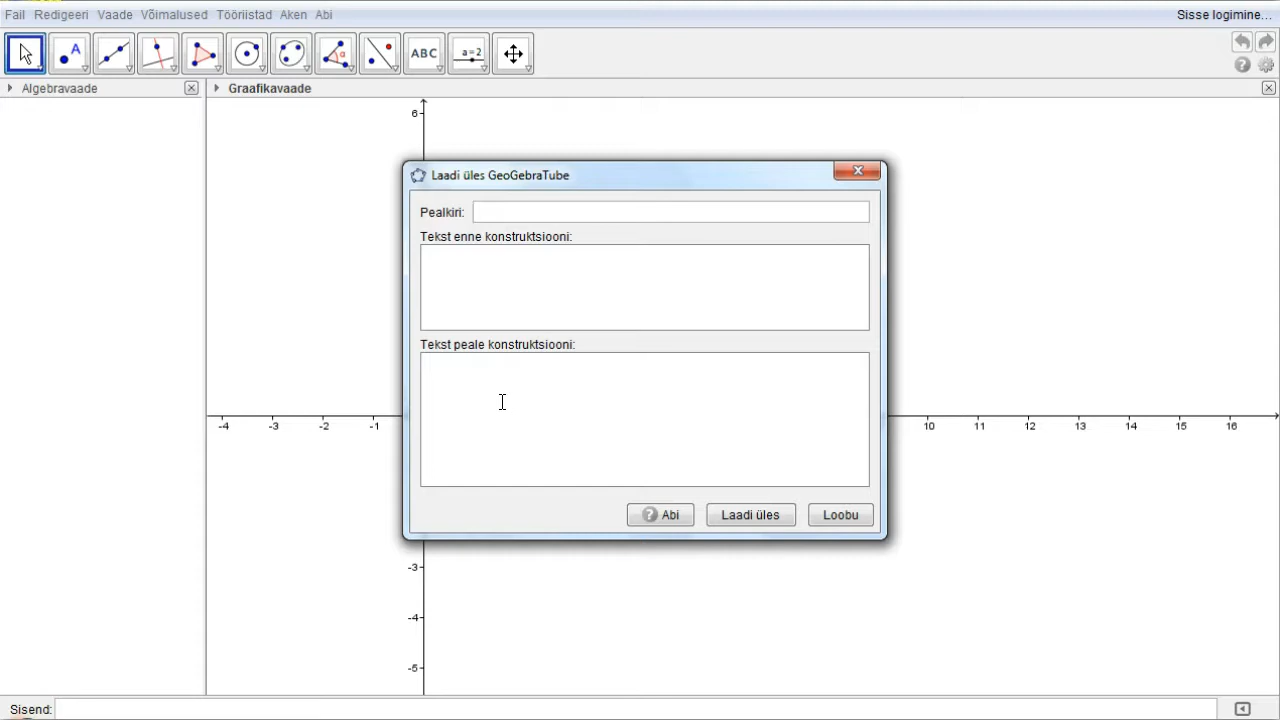 Fail Redigeeri Vaade Võimalused Tööriistad Aken Abi Sisse logimine...
A ABC a=2
Algebravaade Graafikavaade
6
Laadi üles GeoGebraTube
Pealkiri:
Tekst enne konstruktsiooni:
Tekst peale konstruktsiooni:
-4 -3 -2 -1 10 11 12 13 14 15 16
Abi Laadi üles Loobu
-3
-4
-5
Sisend: